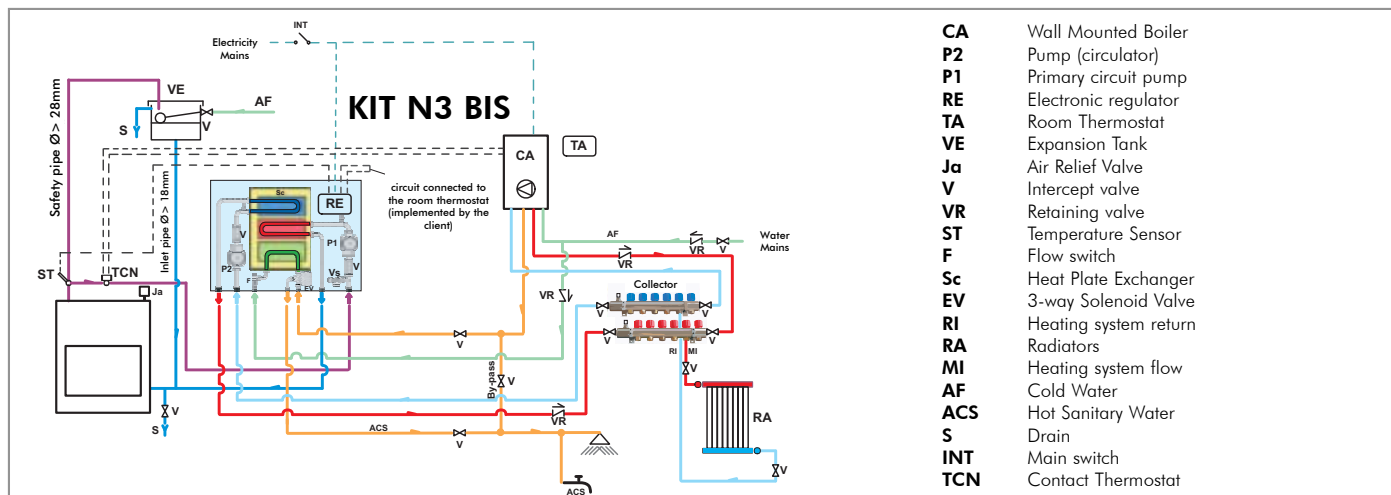 INT
Electricity
Mains
VE
AF
KIT N3 BIS
V
S
Safety pipe Ø > 28mm
Inlet pipe Ø > 18mm
CA
TA
Sc
RE
circuit connected to
the room thermostat
(implemented by the
client)
V
P1
P2
V
Vs
F
S
EV
ST
TCN
Ja
AF
VR
V
Water
Mains
VR
VR
Collector
V
V
V
V
RI
MI
V
By-pass
V
V
RA
VR
V
S
ACS
V
V
ACS
CA Wall Mounted Boiler
P2 Pump (circulator)
P1 Primary circuit pump
RE Electronic regulator
TA Room Thermostat
VE Expansion Tank
Ja Air Relief Valve
V Intercept valve
VR Retaining valve
ST Temperature Sensor
F Flow switch
Sc Heat Plate Exchanger
EV 3-way Solenoid Valve
RI Heating system return
RA Radiators
MI Heating system flow
AF Cold Water
ACS Hot Sanitary Water
S Drain
INT Main switch
TCN Contact Thermostat